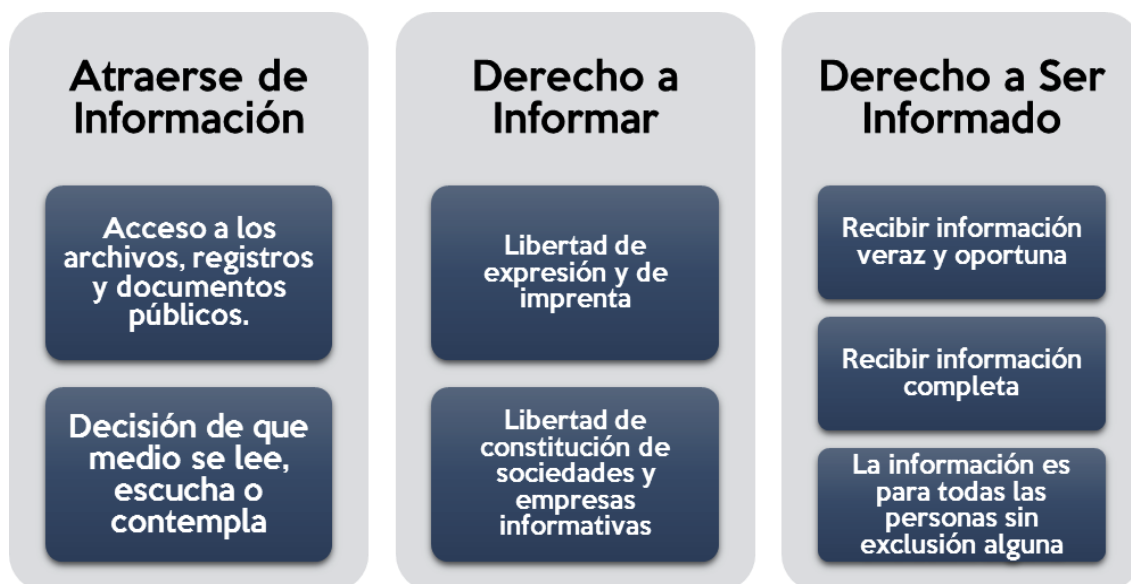 Atraerse de
Información
Acceso a los
archivos, registros
y documentos
públicos.
Decisión de que
medio se lee,
escucha o
contempla
Derecho a
Informar
Libertad de
expresión y de
imprenta
Libertad de
constitución de
sociedades y
empresas
informativas
Derecho a Ser
Informado
Recibir información
veraz y oportuna
Recibir información
completa
La información es
para todas las
personas sin
exclusión alguna